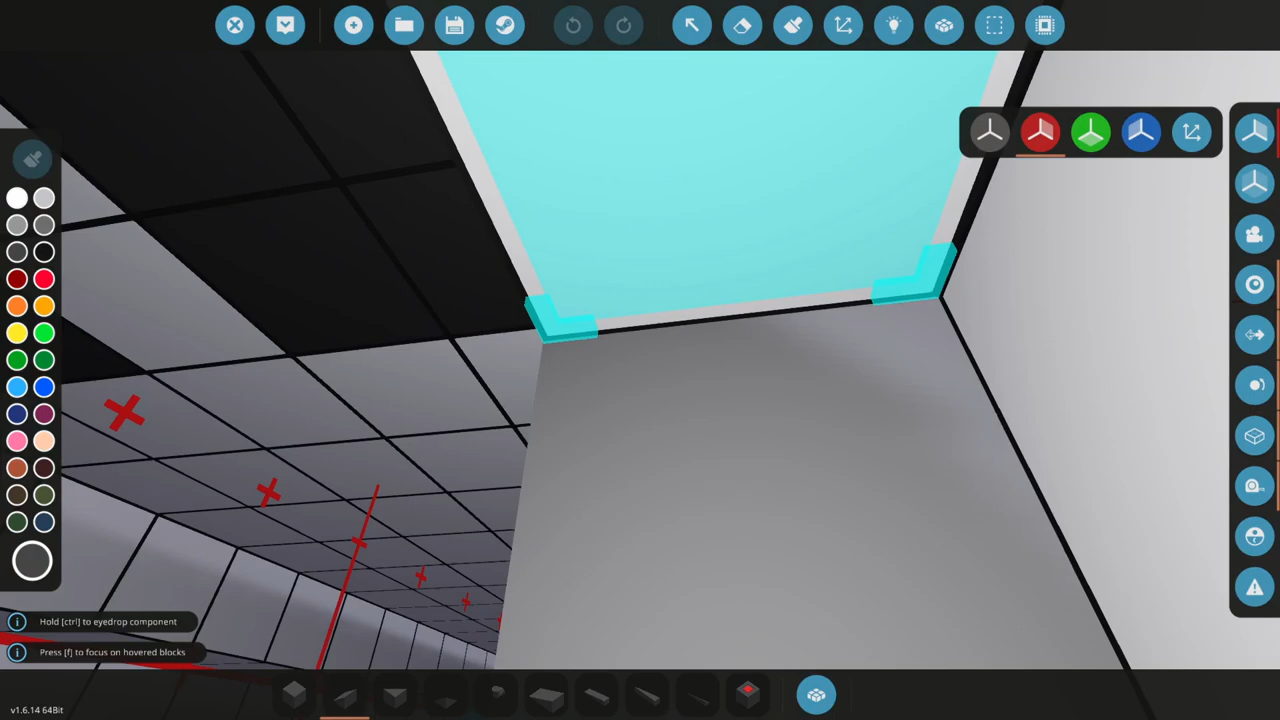 Hold [ctrl] to eyedrop component
Press [f] to focus on hovered blocks
v1.6.14 64Bit